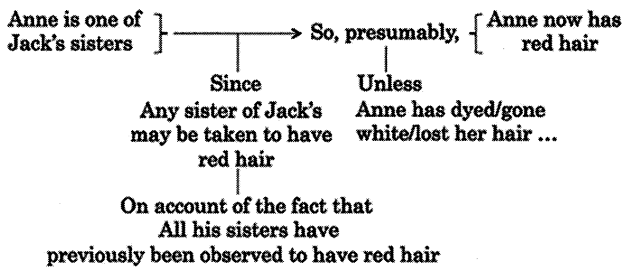 Anne is one of
Jack's sisters
So, presumably,
Anne now has
red hair
Since
Any sister of Jack's
may be taken to have
red hair
Unless
Anne has dyed/gone
white/lost her hair ...
On account of the fact that
All his sisters have
previously been observed to have red hair